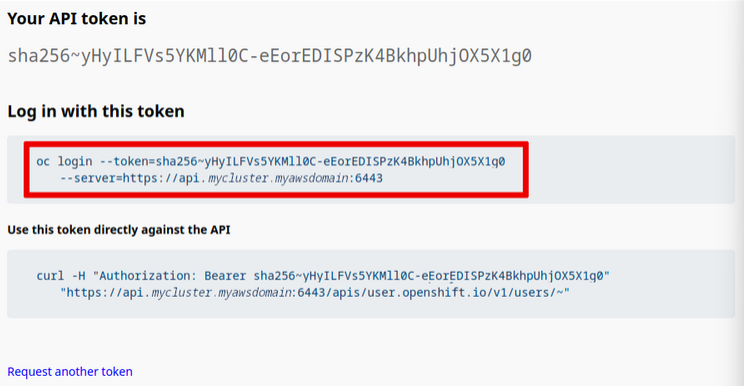 Your API token is
sha256~yHyILFVs5YKMll0C-eEorEDISPzK4BkhpUhjOX5X1g0
Log in with this token
oc login --token=sha256~yHyILFVs5YKMll0C-eEorEDISPzK4BkhpUhjOX5X1g0
--server=https://api.mycluster.myawsdomain:6443
Use this token directly against the API
curl -H "Authorization: Bearer sha256~yHyILFVs5YKMll0C-eEorEDISPzK4BkhpUhjOX5X1g0"
"https://api.mycluster.myawsdomain:6443/apis/user.openshift.io/v1/users/~"
Request another token